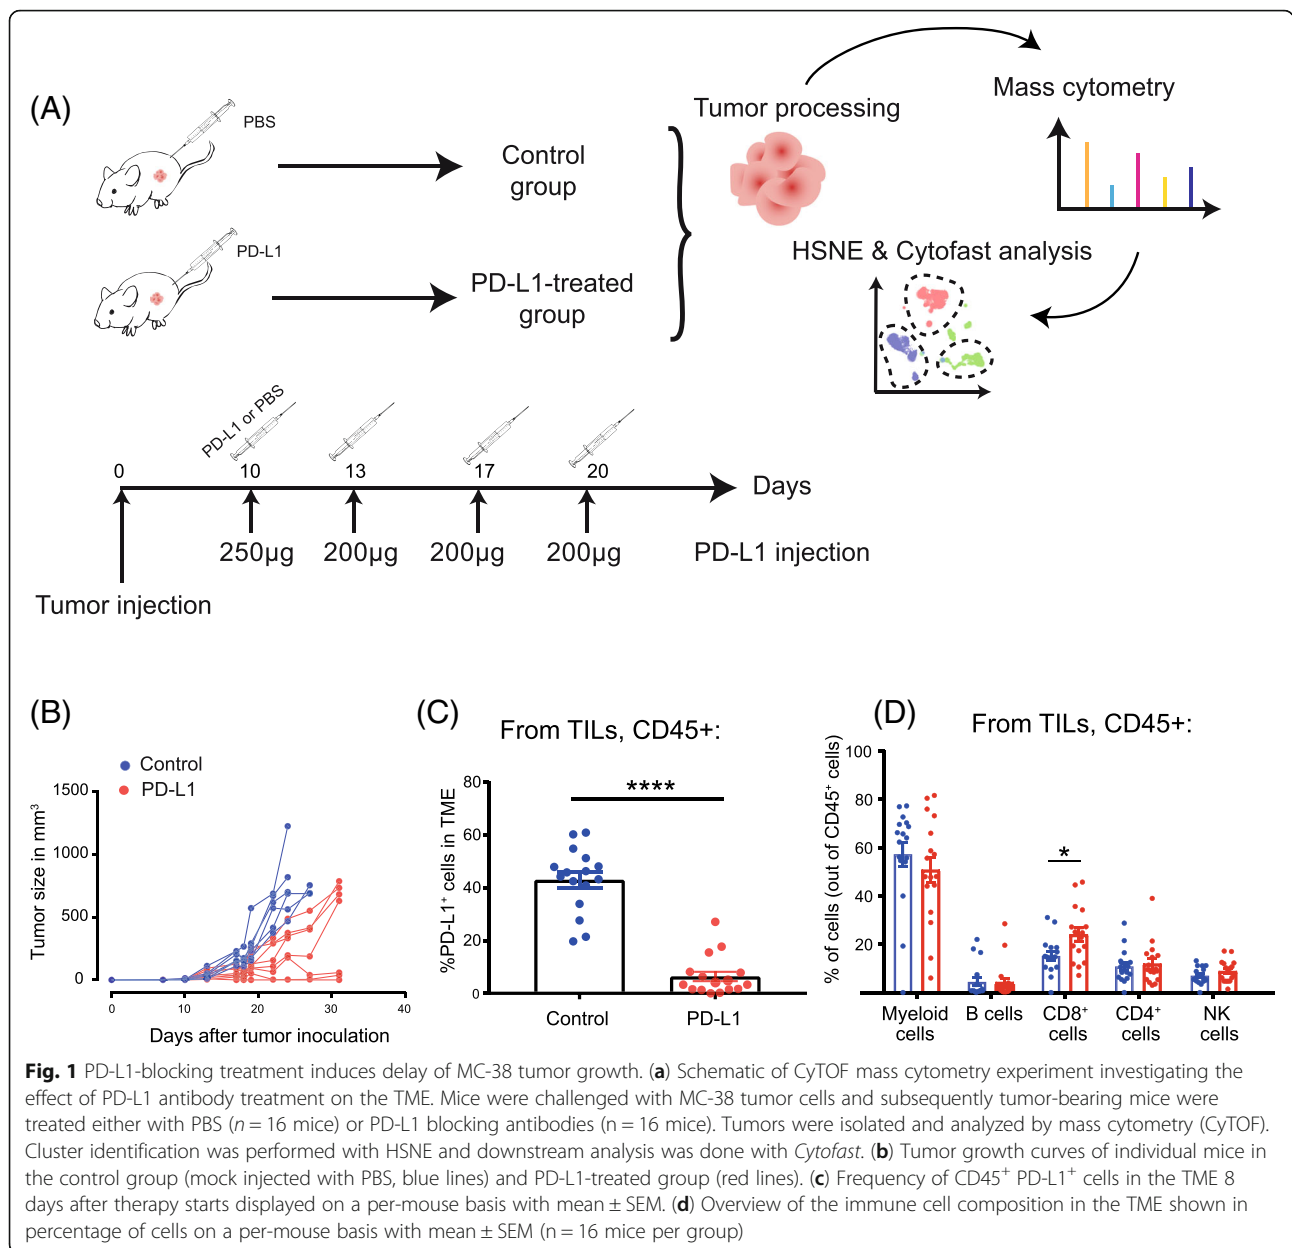 (A)
PBS
Control
group
PD-L1
PD-L1-treated
group
Tumor processing
Mass cytometry
HSNE & Cytofast analysis
PD-L1 or PBS
0 10 13 17 20
Days
250µg 200µg 200µg 200µg PD-L1 injection
Tumor injection
(B)
Control
PD-L1
Tumor size in mm³
1500
1000
500
0
0 10 20 30 40
Days after tumor inoculation
(C)
From TILs, CD45+:
%PD-L1⁺ cells in TME
80
60
40
20
0
****
Control PD-L1
(D)
From TILs, CD45+:
% of cells (out of CD45⁺ cells)
100
80
60
40
20
*
Myeloid cells
B cells
CD8⁺ cells
CD4⁺ cells
NK cells
Fig. 1 PD-L1-blocking treatment induces delay of MC-38 tumor growth. (a) Schematic of CyTOF mass cytometry experiment investigating the
effect of PD-L1 antibody treatment on the TME. Mice were challenged with MC-38 tumor cells and subsequently tumor-bearing mice were
treated either with PBS (n = 16 mice) or PD-L1 blocking antibodies (n = 16 mice). Tumors were isolated and analyzed by mass cytometry (CyTOF).
Cluster identification was performed with HSNE and downstream analysis was done with Cytofast. (b) Tumor growth curves of individual mice in
the control group (mock injected with PBS, blue lines) and PD-L1-treated group (red lines). (c) Frequency of CD45⁺ PD-L1⁺ cells in the TME 8
days after therapy starts displayed on a per-mouse basis with mean ± SEM. (d) Overview of the immune cell composition in the TME shown in
percentage of cells on a per-mouse basis with mean ± SEM (n = 16 mice per group)